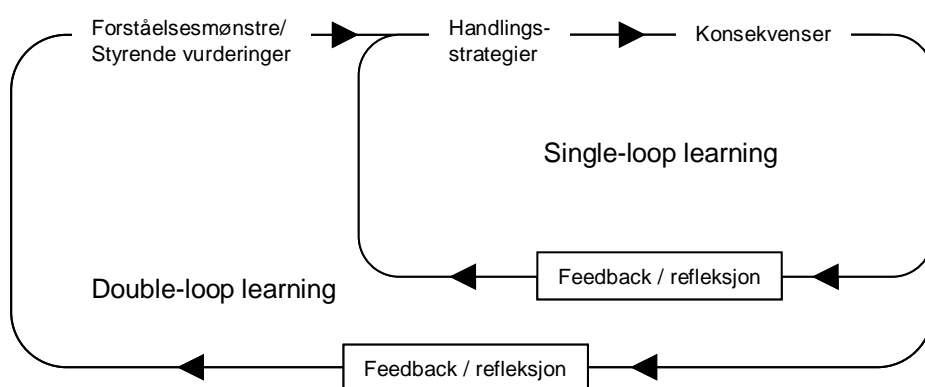 Forståelsesmønstre/
Styrende vurderinger
Handlings-
strategier
Konsekvenser
Single-loop learning
Feedback / refleksjon
Double-loop learning
Feedback / refleksjon